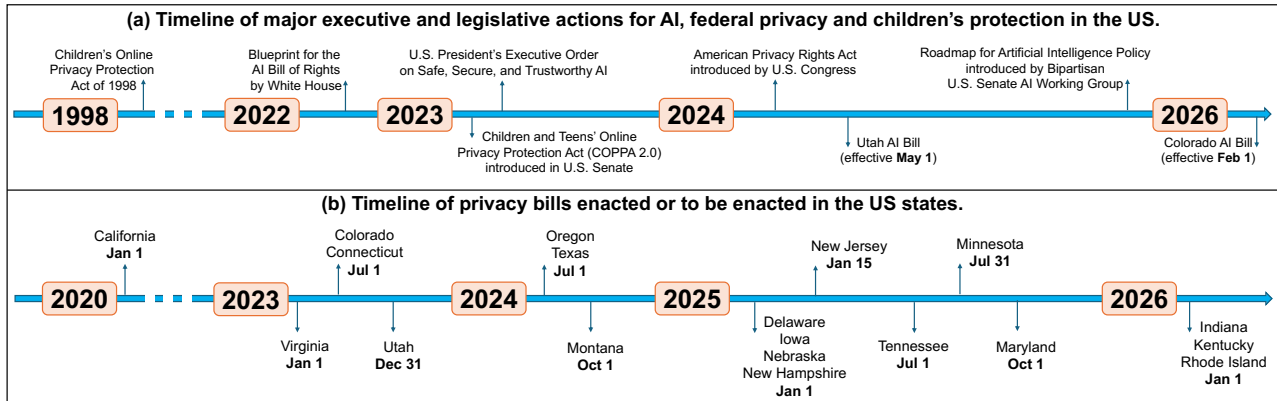 (a) Timeline of major executive and legislative actions for AI, federal privacy and children's protection in the US.
Children's Online
Privacy Protection
Act of 1998
Blueprint for the
AI Bill of Rights
by White House
U.S. President's Executive Order
on Safe, Secure, and Trustworthy AI
American Privacy Rights Act
introduced by U.S. Congress
Roadmap for Artificial Intelligence Policy
introduced by Bipartisan
U.S. Senate AI Working Group
1998
2022
2023
2024
2026
Children and Teens' Online
Privacy Protection Act (COPPA 2.0)
introduced in U.S. Senate
Utah AI Bill
(effective May 1)
Colorado AI Bill
(effective Feb 1)
(b) Timeline of privacy bills enacted or to be enacted in the US states.
California
Jan 1
Colorado
Connecticut
Jul 1
Oregon
Texas
Jul 1
New Jersey
Jan 15
Minnesota
Jul 31
2020
2023
2024
2025
2026
Virginia
Jan 1
Utah
Dec 31
Montana
Oct 1
Delaware
Iowa
Nebraska
New Hampshire
Jan 1
Tennessee
Jul 1
Maryland
Oct 1
Indiana
Kentucky
Rhode Island
Jan 1